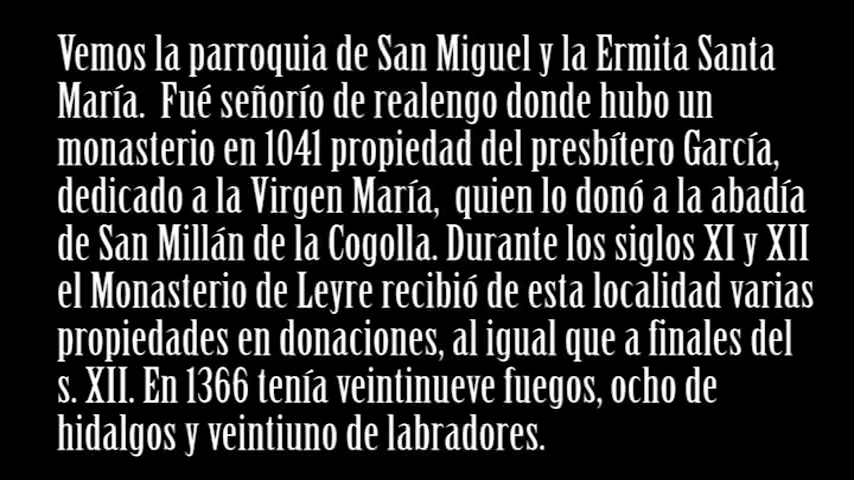 Vemos la parroquia de San Miguel y la Ermita Santa
María. Fué señorío de realengo donde hubo un
monasterio en 1041 propiedad del presbítero García,
dedicado a la Virgen María, quien lo donó a la abadía
de San Millán de la Cogolla. Durante los siglos XI y XII
el Monasterio de Leyre recibió de esta localidad varias
propiedades en donaciones, al igual que a finales del
s. XII. En 1366 tenía veintinueve fuegos, ocho de
hidalgos y veintiuno de labradores.